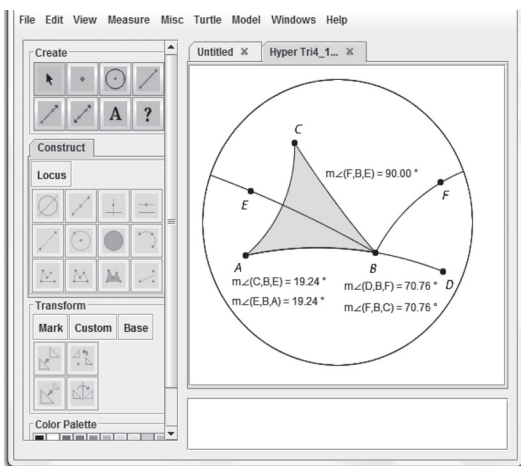 File Edit View Measure Misc Turtle Model Windows Help
Create
A ?
Construct
Locus
Transform
Mark Custom Base
Color Palette
Untitled × Hyper Tri4_1... ×
C
m∠(F,B,E) = 90.00 °
E
F
A
B
D
m∠(C,B,E) = 19.24 ° m∠(D,B,F) = 70.76 °
m∠(E,B,A) = 19.24 ° m∠(F,B,C) = 70.76 °